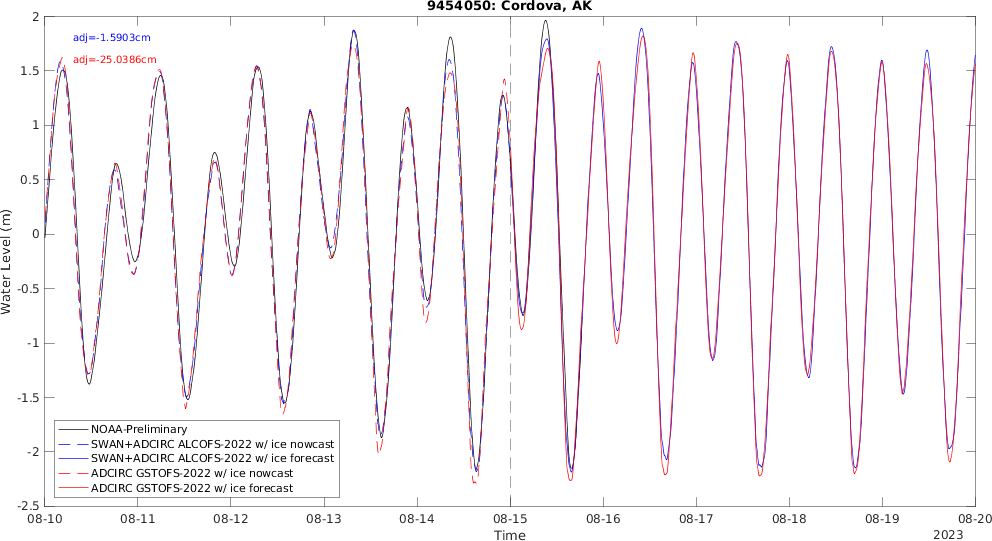 9454050: Cordova, AK
adj=-1.5903cm
adj=-25.0386cm
Water Level (m)
2
1.5
1
0.5
0
-0.5
-1
-1.5
-2
-2.5
NOAA-Preliminary
SWAN+ADCIRC ALCOFS-2022 w/ ice nowcast
SWAN+ADCIRC ALCOFS-2022 w/ ice forecast
ADCIRC GSTOFS-2022 w/ ice nowcast
ADCIRC GSTOFS-2022 w/ ice forecast
08-10 08-11 08-12 08-13 08-14 08-15 08-16 08-17 08-18 08-19 08-20
Time
2023